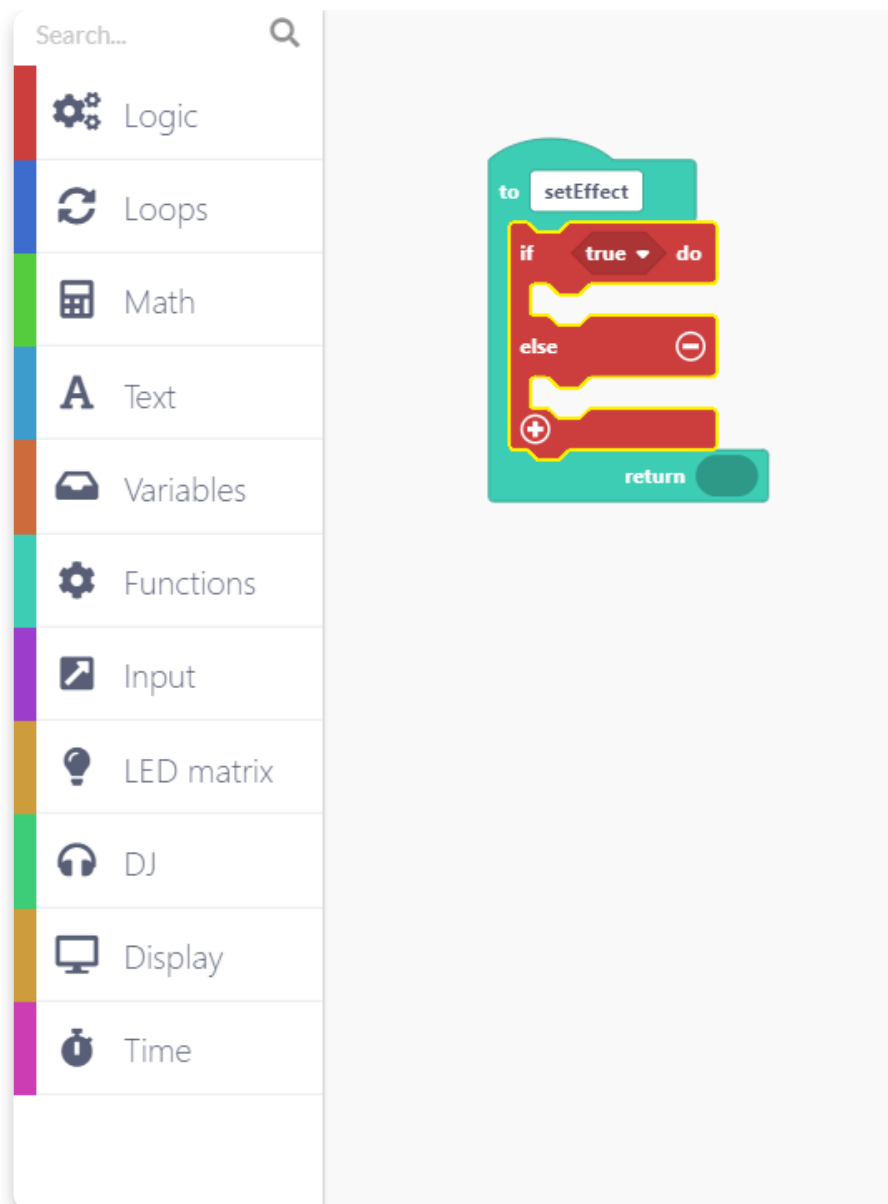 Search...
Logic
Loops
Math
Text
Variables
Functions
Input
LED matrix
DJ
Display
Time
to setEffect
if true do
else
return